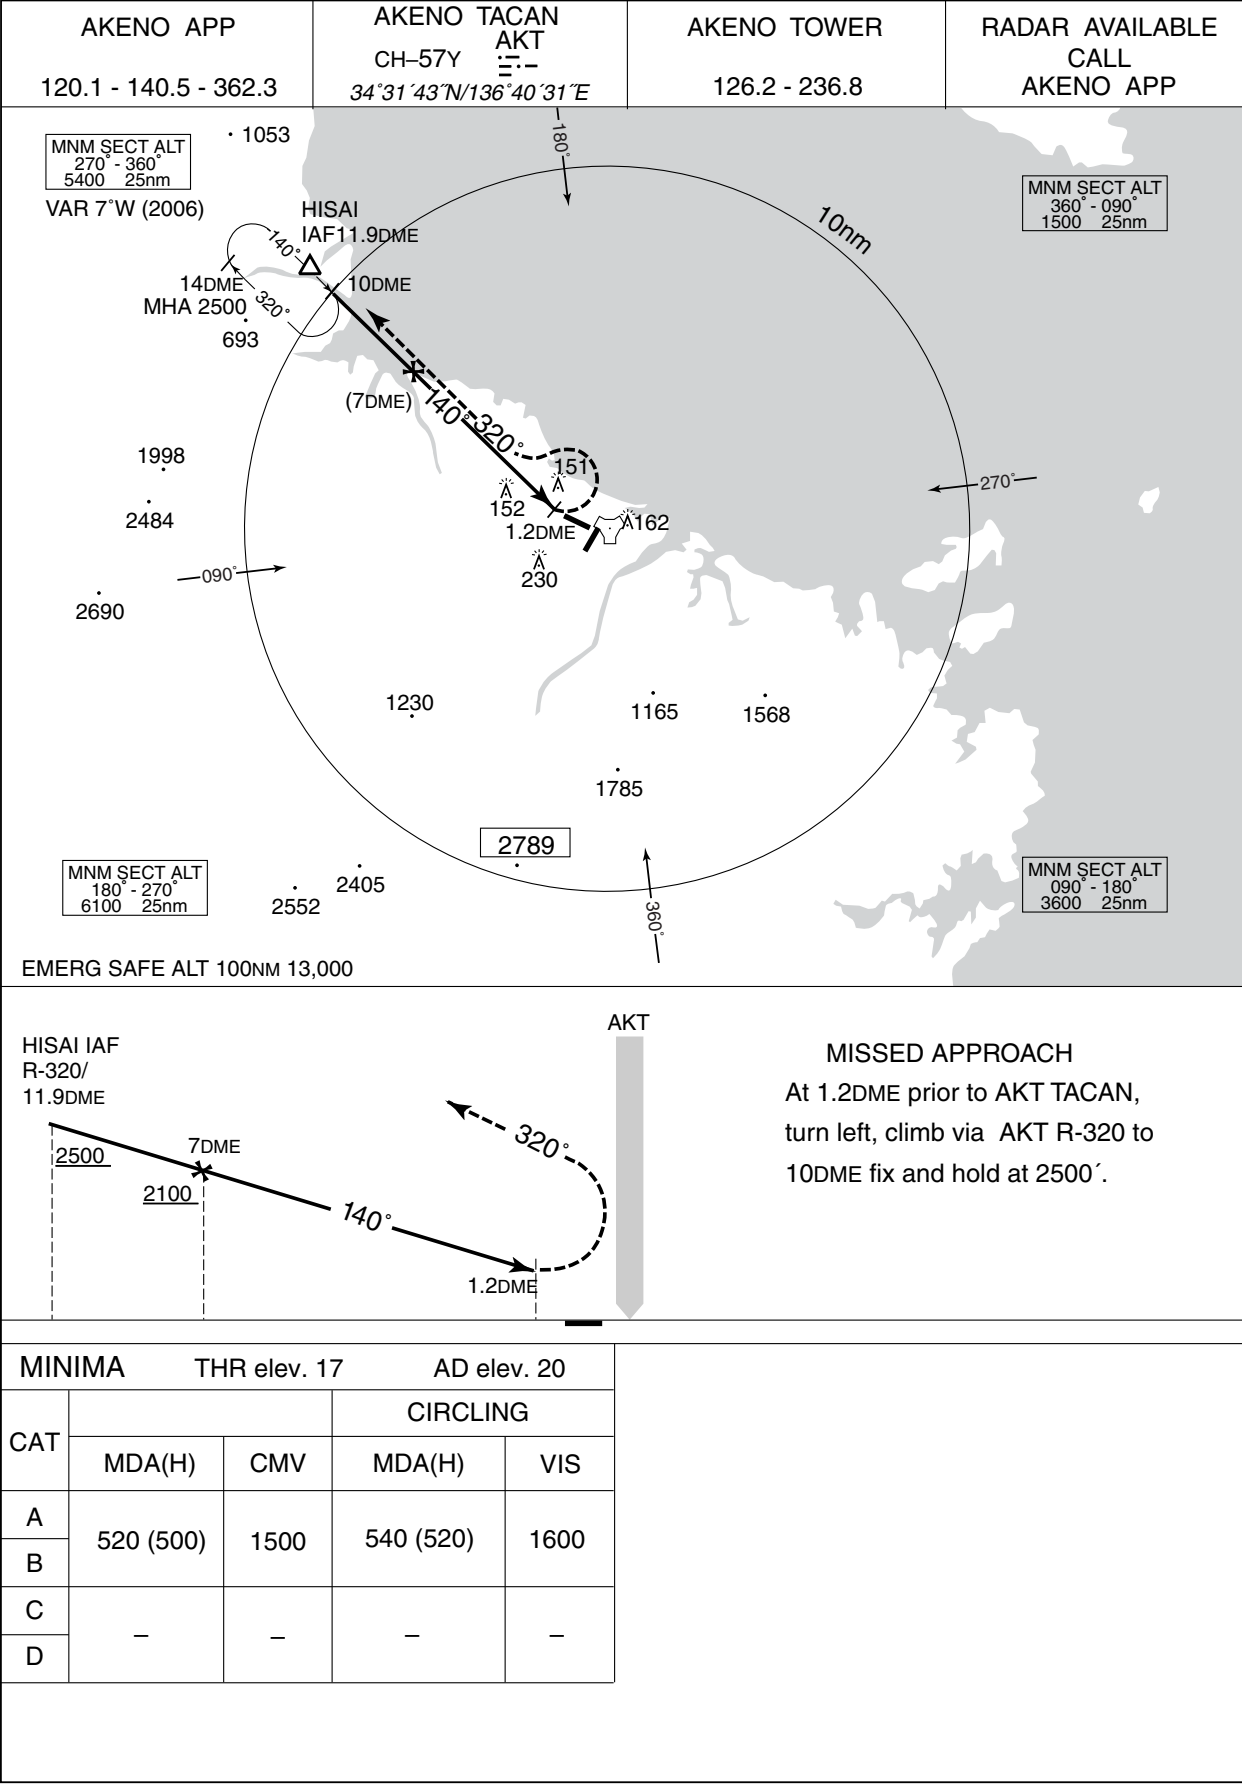 AKENO APP
120.1 - 140.5 - 362.3
AKENO TACAN
AKT
CH–57Y
34°31´43˝N/136°40´31˝E
AKENO TOWER
126.2 - 236.8
RADAR AVAILABLE
CALL
AKENO APP
MNM SECT ALT
270° - 360°
5400 25nm
VAR 7°W (2006)
1053
180°
MNM SECT ALT
360° - 090°
1500 25nm
10nm
HISAI
IAF11.9DME
140°
14DME
10DME
MHA 2500
320°
693
(7DME)
140°
320°
1998
2484
151
152
1.2DME
162
230
270°
090°
2690
1230
1165
1568
1785
2789
2405
2552
360°
MNM SECT ALT
180° - 270°
6100 25nm
MNM SECT ALT
090° - 180°
3600 25nm
EMERG SAFE ALT 100NM 13,000
HISAI IAF
R-320/
11.9DME
2500
7DME
2100
140°
320°
1.2DME
AKT
MISSED APPROACH
At 1.2DME prior to AKT TACAN,
turn left, climb via AKT R-320 to
10DME fix and hold at 2500´.
MINIMA THR elev. 17 AD elev. 20
CAT
CIRCLING
MDA(H) CMV MDA(H) VIS
A
B
520 (500) 1500 540 (520) 1600
C
D
– – – –